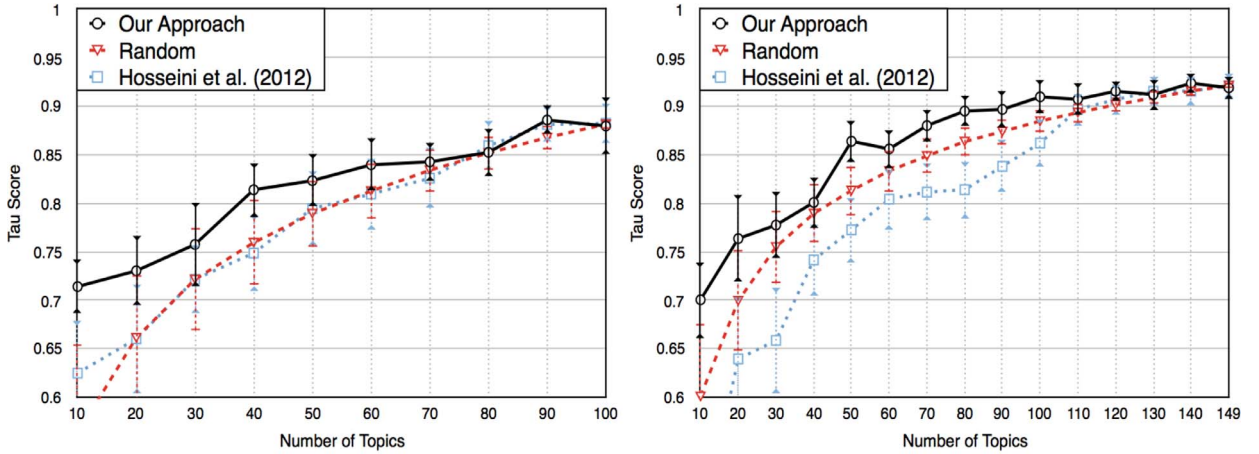 1
0.95
0.9
0.85
0.8
0.75
0.7
0.65
0.6
Tau Score
Our Approach
Random
Hosseini et al. (2012)
10 20 30 40 50 60 70 80 90 100
Number of Topics
1
0.95
0.9
0.85
0.8
0.75
0.7
0.65
0.6
Tau Score
Our Approach
Random
Hosseini et al. (2012)
10 20 30 40 50 60 70 80 90 100 110 120 130 140 149
Number of Topics